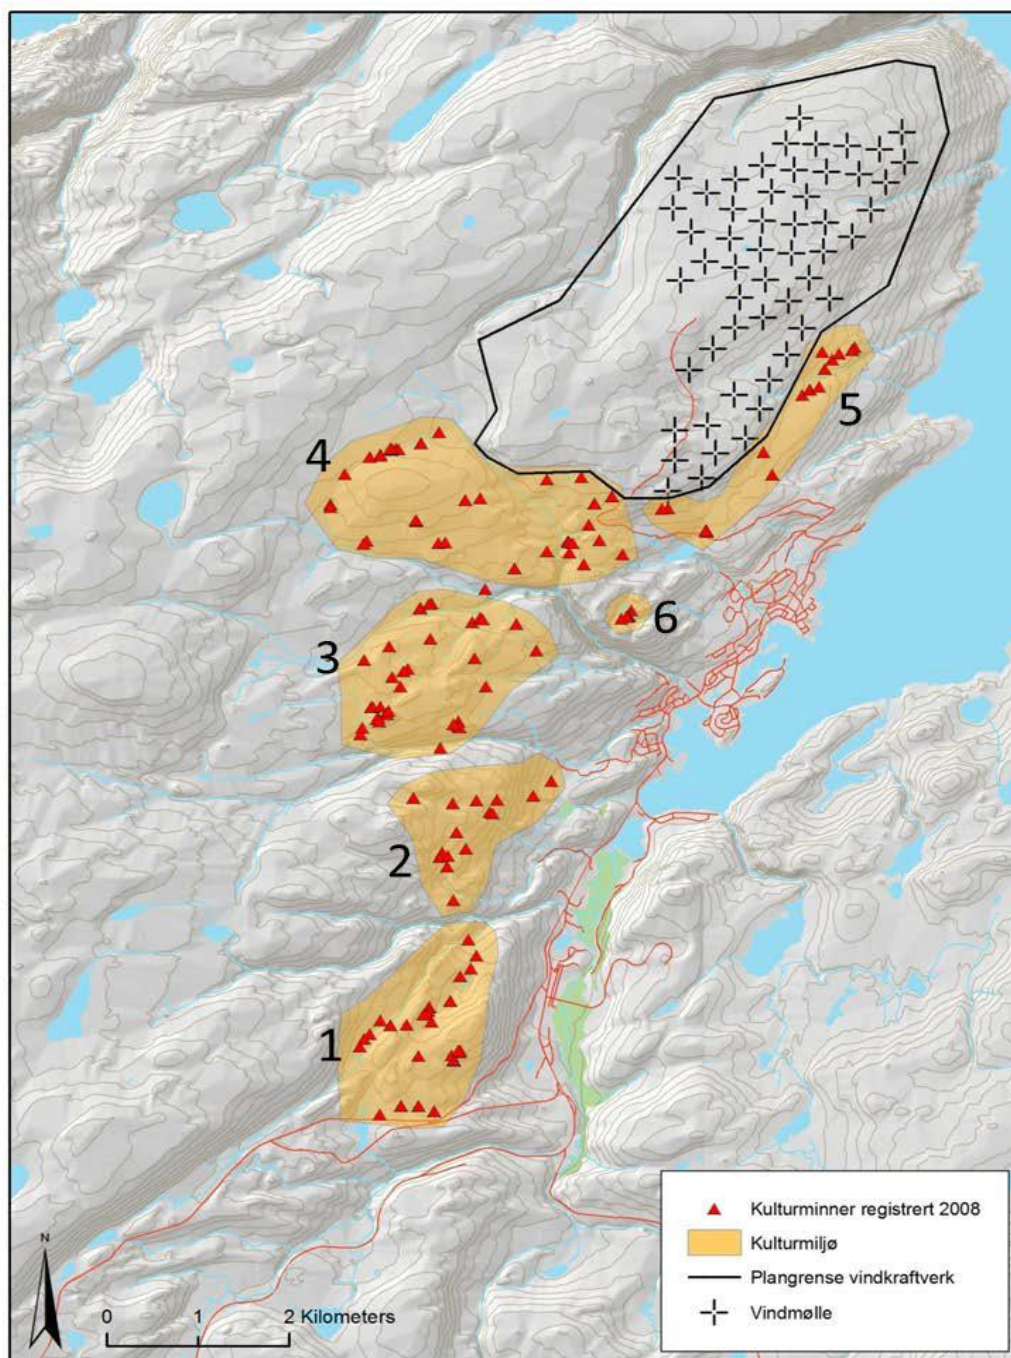 5
4
6
3
2
1
N
0 1 2 Kilometers
Kulturminner registrert 2008
Kulturmiljø
Plangrense vindkraftverk
Vindmølle